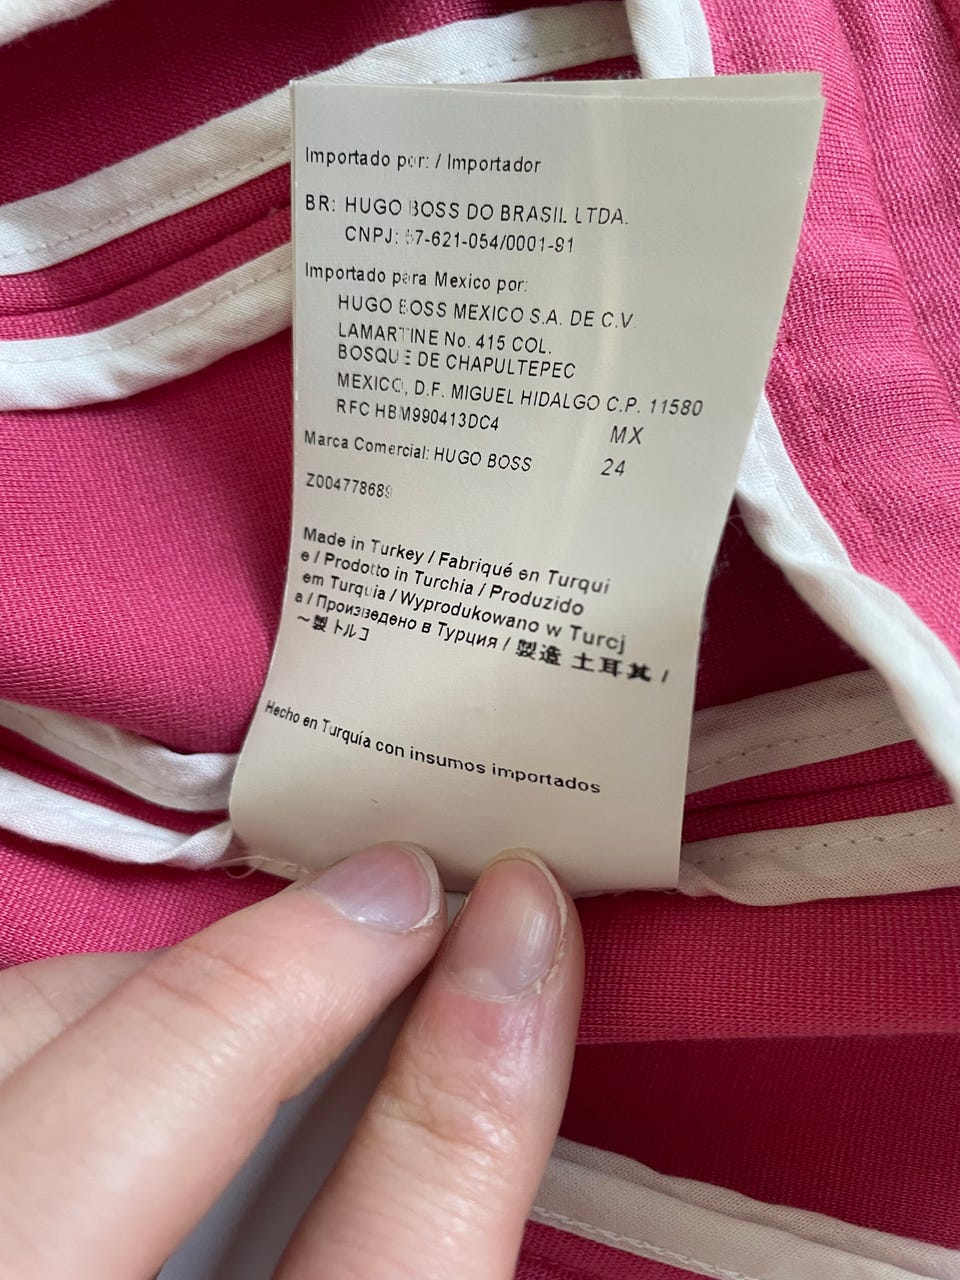 Importado por: / Importador
BR: HUGO BOSS DO BRASIL LTDA.
CNPJ: 57-621-054/0001-91
Importado para Mexico por:
HUGO BOSS MEXICO S.A. DE C.V.
LAMARTINE No. 415 COL.
BOSQUE DE CHAPULTEPEC
MEXICO, D.F. MIGUEL HIDALGO C.P. 11580
RFC HBM990413DC4 MX
Marca Comercial: HUGO BOSS 24
Z004778689
Made in Turkey / Fabriqué en Turqui
e / Prodotto in Turchia / Produzido
em Turquia / Wyprodukowano w Turcj
a / Произведено в Турция / 製造 土耳其 /
～製 トルコ
Hecho en Turquía con insumos importados